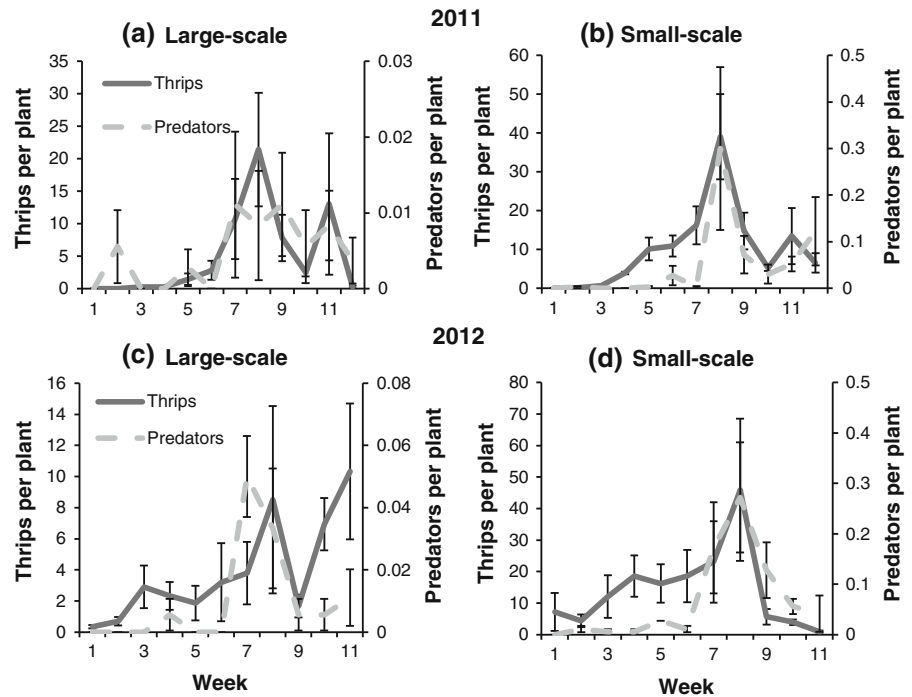 2011
(a) Large-scale
Thrips per plant
35
30
25
20
15
10
5
0
Thrips
Predators
0.03
0.02
0.01
0
Predators per plant
1 3 5 7 9 11
(b) Small-scale
Thrips per plant
60
50
40
30
20
10
0
0.5
0.4
0.3
0.2
0.1
0
Predators per plant
1 3 5 7 9 11
2012
(c) Large-scale
Thrips per plant
16
14
12
10
8
6
4
2
0
Thrips
Predators
0.08
0.06
0.04
0.02
0
Predators per plant
1 3 5 7 9 11
Week
(d) Small-scale
Thrips per plant
80
70
60
50
40
30
20
10
0
0.5
0.4
0.3
0.2
0.1
0
Predators per plant
1 3 5 7 9 11
Week